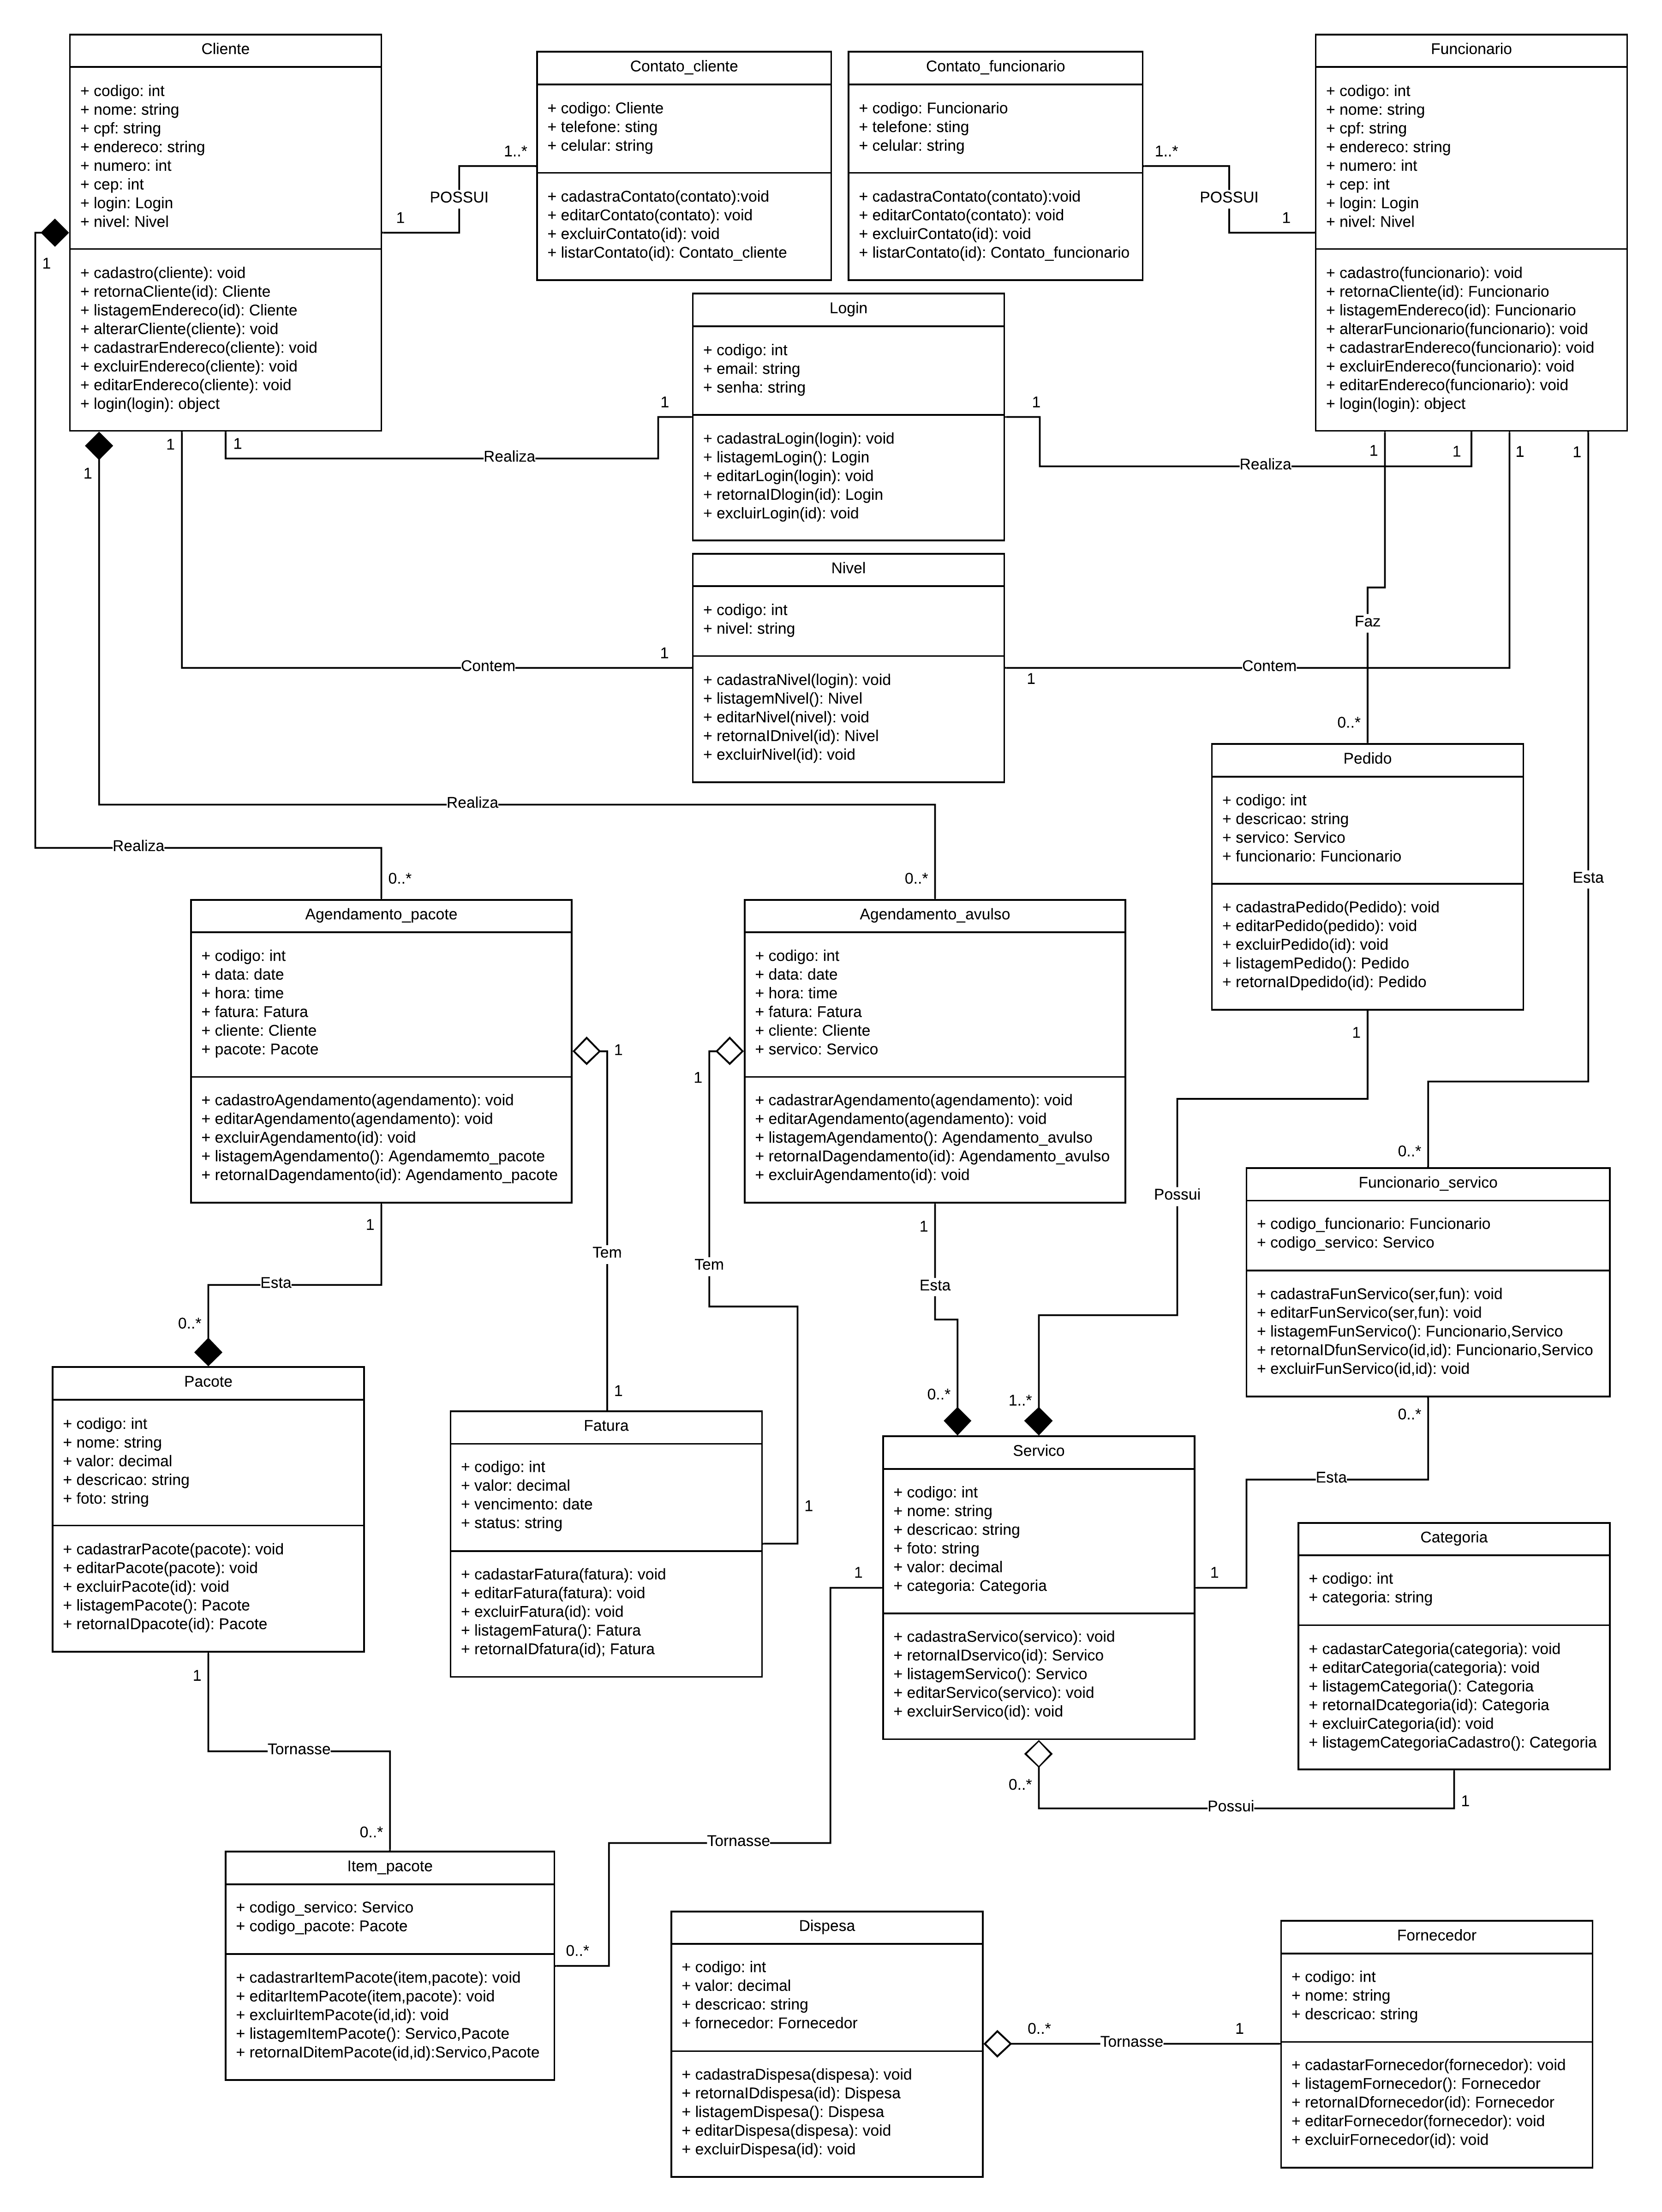 Cliente
+ codigo: int
+ nome: string
+ cpf: string
+ endereco: string
+ numero: int
+ cep: int
+ login: Login
+ nivel: Nivel
+ cadastro(cliente): void
+ retornaCliente(id): Cliente
+ listagemEndereco(id): Cliente
+ alterarCliente(cliente): void
+ cadastrarEndereco(cliente): void
+ excluirEndereco(cliente): void
+ editarEndereco(cliente): void
+ login(login): object
Contato_cliente
+ codigo: Cliente
+ telefone: sting
+ celular: string
+ cadastraContato(contato):void
+ editarContato(contato): void
+ excluirContato(id): void
+ listarContato(id): Contato_cliente
Contato_funcionario
+ codigo: Funcionario
+ telefone: sting
+ celular: string
+ cadastraContato(contato):void
+ editarContato(contato): void
+ excluirContato(id): void
+ listarContato(id): Contato_funcionario
Funcionario
+ codigo: int
+ nome: string
+ cpf: string
+ endereco: string
+ numero: int
+ cep: int
+ login: Login
+ nivel: Nivel
+ cadastro(funcionario): void
+ retornaCliente(id): Funcionario
+ listagemEndereco(id): Funcionario
+ alterarFuncionario(funcionario): void
+ cadastrarEndereco(funcionario): void
+ excluirEndereco(funcionario): void
+ editarEndereco(funcionario): void
+ login(login): object
1..*
POSSUI
1
1..*
POSSUI
1
1
Login
+ codigo: int
+ email: string
+ senha: string
+ cadastraLogin(login): void
+ listagemLogin(): Login
+ editarLogin(login): void
+ retornaIDlogin(id): Login
+ excluirLogin(id): void
1
1
1
1
1
Realiza
Realiza
1
1
1
1
Nivel
+ codigo: int
+ nivel: string
+ cadastraNivel(login): void
+ listagemNivel(): Nivel
+ editarNivel(nivel): void
+ retornaIDnivel(id): Nivel
+ excluirNivel(id): void
1
Contem
Contem
1
Faz
0..*
Pedido
+ codigo: int
+ descricao: string
+ servico: Servico
+ funcionario: Funcionario
+ cadastraPedido(Pedido): void
+ editarPedido(pedido): void
+ excluirPedido(id): void
+ listagemPedido(): Pedido
+ retornaIDpedido(id): Pedido
1
Esta
Realiza
Realiza
0..*
0..*
Agendamento_pacote
+ codigo: int
+ data: date
+ hora: time
+ fatura: Fatura
+ cliente: Cliente
+ pacote: Pacote
+ cadastroAgendamento(agendamento): void
+ editarAgendamento(agendamento): void
+ excluirAgendamento(id): void
+ listagemAgendamento(): Agendamemto_pacote
+ retornaIDagendamento(id): Agendamento_pacote
1
1
Agendamento_avulso
+ codigo: int
+ data: date
+ hora: time
+ fatura: Fatura
+ cliente: Cliente
+ servico: Servico
+ cadastrarAgendamento(agendamento): void
+ editarAgendamento(agendamento): void
+ listagemAgendamento(): Agendamento_avulso
+ retornaIDagendamento(id): Agendamento_avulso
+ excluirAgendamento(id): void
1
1
0..*
Funcionario_servico
+ codigo_funcionario: Funcionario
+ codigo_servico: Servico
+ cadastraFunServico(ser,fun): void
+ editarFunServico(ser,fun): void
+ listagemFunServico(): Funcionario,Servico
+ retornaIDfunServico(id,id): Funcionario,Servico
+ excluirFunServico(id,id): void
0..*
Possui
Tem
Tem
Esta
Esta
0..*
Pacote
+ codigo: int
+ nome: string
+ valor: decimal
+ descricao: string
+ foto: string
+ cadastrarPacote(pacote): void
+ editarPacote(pacote): void
+ excluirPacote(id): void
+ listagemPacote(): Pacote
+ retornaIDpacote(id): Pacote
1
1
Fatura
+ codigo: int
+ valor: decimal
+ vencimento: date
+ status: string
+ cadastarFatura(fatura): void
+ editarFatura(fatura): void
+ excluirFatura(id): void
+ listagemFatura(): Fatura
+ retornaIDfatura(id); Fatura
1
0..*
1..*
Servico
+ codigo: int
+ nome: string
+ descricao: string
+ foto: string
+ valor: decimal
+ categoria: Categoria
+ cadastraServico(servico): void
+ retornaIDservico(id): Servico
+ listagemServico(): Servico
+ editarServico(servico): void
+ excluirServico(id): void
1
1
Esta
0..*
Categoria
+ codigo: int
+ categoria: string
+ cadastarCategoria(categoria): void
+ editarCategoria(categoria): void
+ listagemCategoria(): Categoria
+ retornaIDcategoria(id): Categoria
+ excluirCategoria(id): void
+ listagemCategoriaCadastro(): Categoria
1
Possui
Tornasse
0..*
Tornasse
Item_pacote
+ codigo_servico: Servico
+ codigo_pacote: Pacote
+ cadastrarItemPacote(item,pacote): void
+ editarItemPacote(item,pacote): void
+ excluirItemPacote(id,id): void
+ listagemItemPacote(): Servico,Pacote
+ retornaIDitemPacote(id,id):Servico,Pacote
0..*
Dispesa
+ codigo: int
+ valor: decimal
+ descricao: string
+ fornecedor: Fornecedor
+ cadastraDispesa(dispesa): void
+ retornaIDdispesa(id): Dispesa
+ listagemDispesa(): Dispesa
+ editarDispesa(dispesa): void
+ excluirDispesa(id): void
0..*
Tornasse
1
Fornecedor
+ codigo: int
+ nome: string
+ descricao: string
+ cadastarFornecedor(fornecedor): void
+ listagemFornecedor(): Fornecedor
+ retornaIDfornecedor(id): Fornecedor
+ editarFornecedor(fornecedor): void
+ excluirFornecedor(id): void